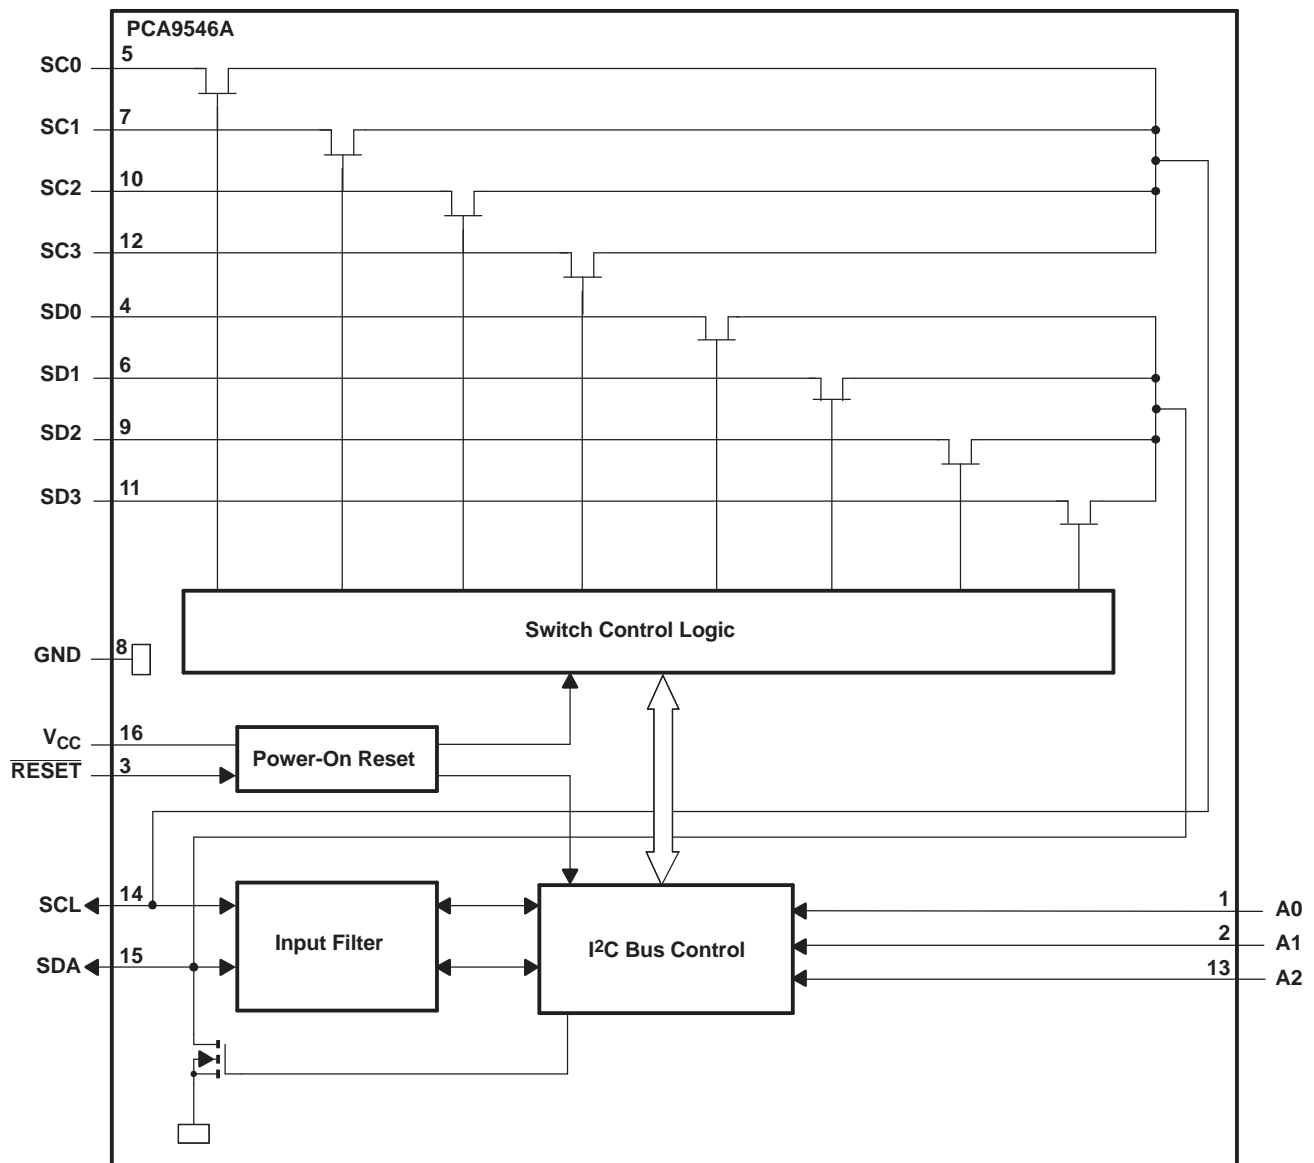 PCA9546A
SC0 5
SC1 7
SC2 10
SC3 12
SD0 4
SD1 6
SD2 9
SD3 11
Switch Control Logic
GND 8
VCC 16
RESET 3
Power-On Reset
SCL 14
SDA 15
Input Filter
I²C Bus Control
1 A0
2 A1
13 A2